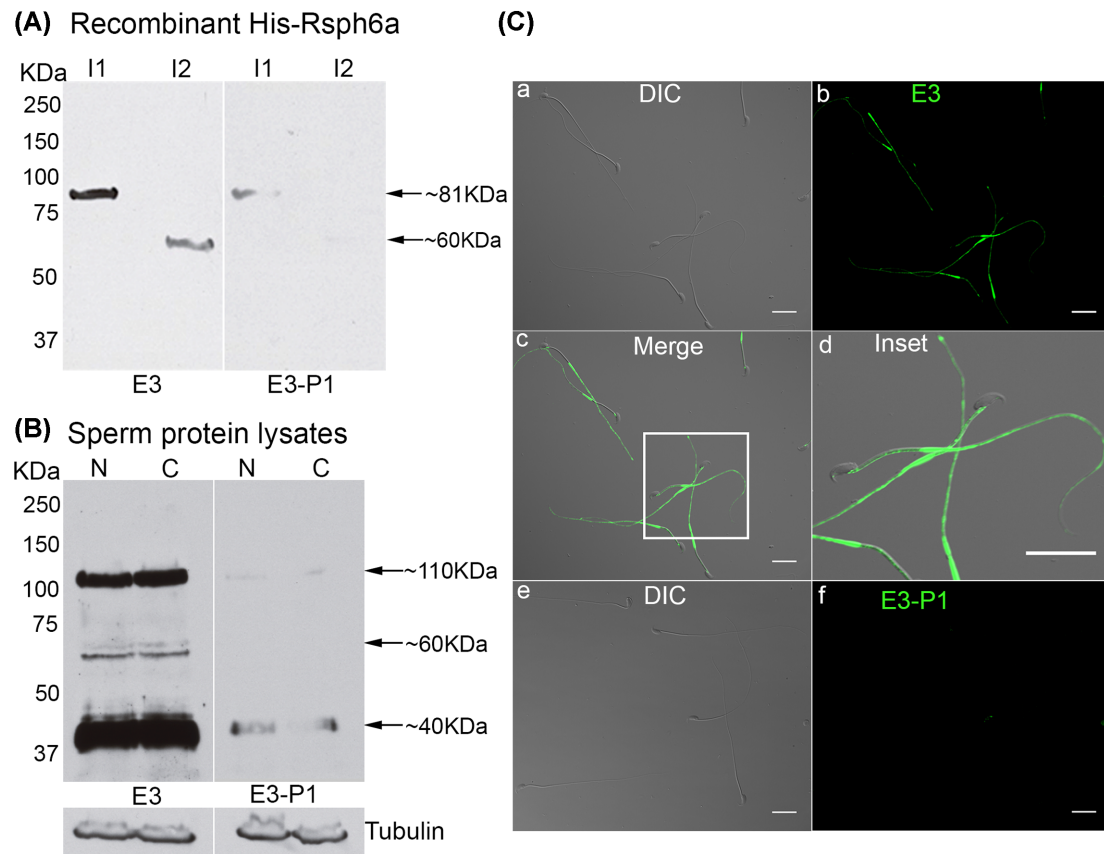 (A) Recombinant His-Rsph6a
KDa I1 I2 I1 I2
250
150
100
75
50
37
~81KDa
~60KDa
E3 E3-P1
(B) Sperm protein lysates
KDa N C N C
250
150
100
75
50
37
~110KDa
~60KDa
~40KDa
E3 E3-P1
Tubulin
(C)
a DIC
b E3
c Merge
d Inset
e DIC
f E3-P1